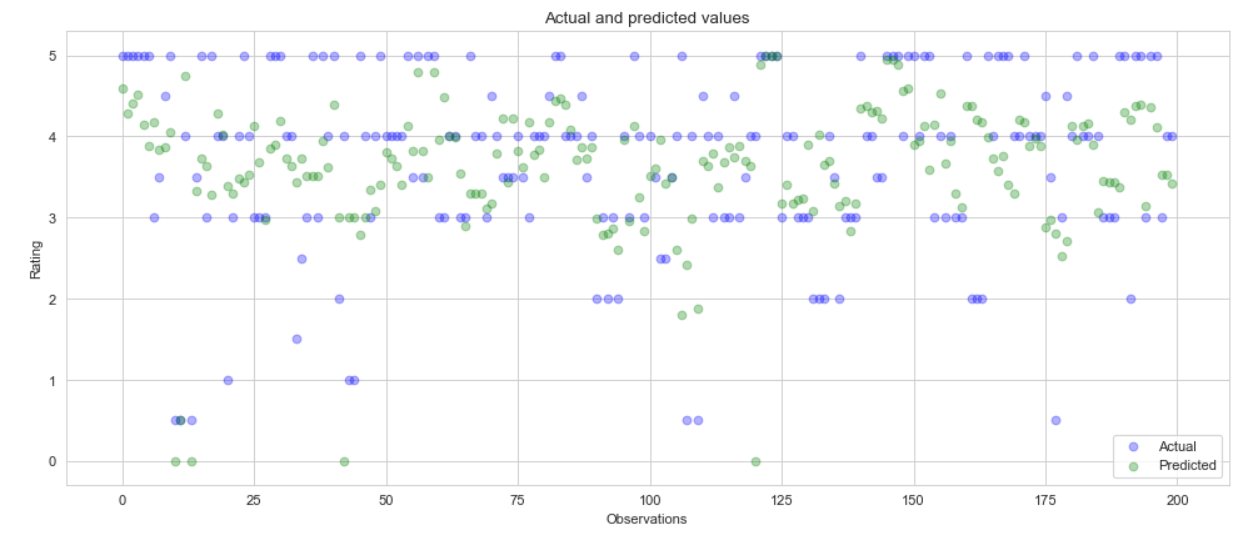 Actual and predicted values
5
4
3
2
1
0
Rating
Actual
Predicted
0 25 50 75 100 125 150 175 200
Observations